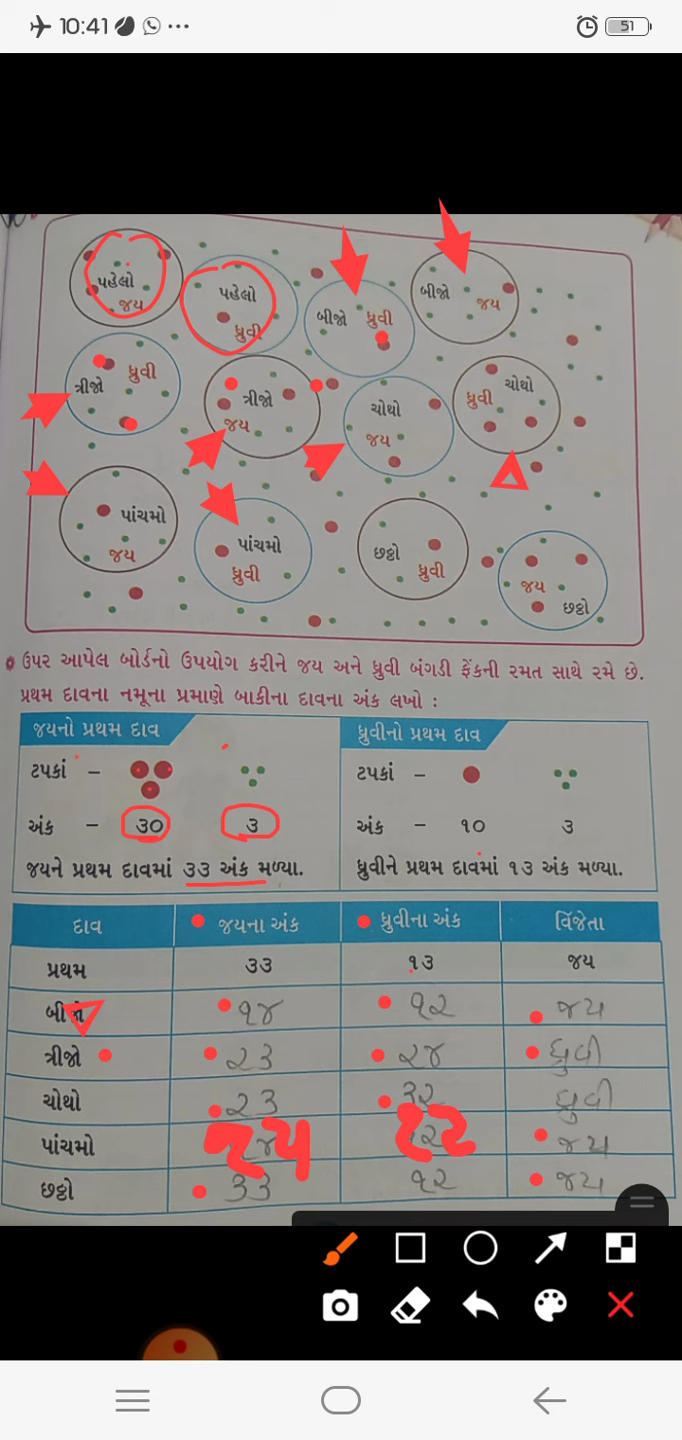 10:41
51
પહેલો
જય
પહેલો
ધ્રુવી
બીજો ધ્રુવી
બીજો
જય
ત્રીજો
ધ્રુવી
ત્રીજો
જય
ચોથો
જય
ચોથો
ધ્રુવી
પાંચમો
જય
પાંચમો
ધ્રુવી
છઠ્ઠો
ધ્રુવી
જય
છઠ્ઠો
ઉપર આપેલ બોર્ડનો ઉપયોગ કરીને જય અને ધ્રુવી બંગડી ફેંકની રમત સાથે રમે છે.
પ્રથમ દાવના નમૂના પ્રમાણે બાકીના દાવના અંક લખો :
જયનો પ્રથમ દાવ
ટપકાં –
અંક – ૩૦ ૩
જયને પ્રથમ દાવમાં ૩૩ અંક મળ્યા.
ધ્રુવીનો પ્રથમ દાવ
ટપકાં –
અંક – ૧૦ ૩
ધ્રુવીને પ્રથમ દાવમાં ૧૩ અંક મળ્યા.
દાવ જયના અંક ધ્રુવીના અંક વિજેતા
પ્રથમ ૩૩ ૧૩ જય
૧૪ ૧૨ જય
ત્રીજો ૨૩ ૨૪ ધ્રુવી
ચોથો ૨૩ ૩૨ ધ્રુવી
પાંચમો ૨૨ જય
છઠ્ઠો ૩૩ ૧૨ જય